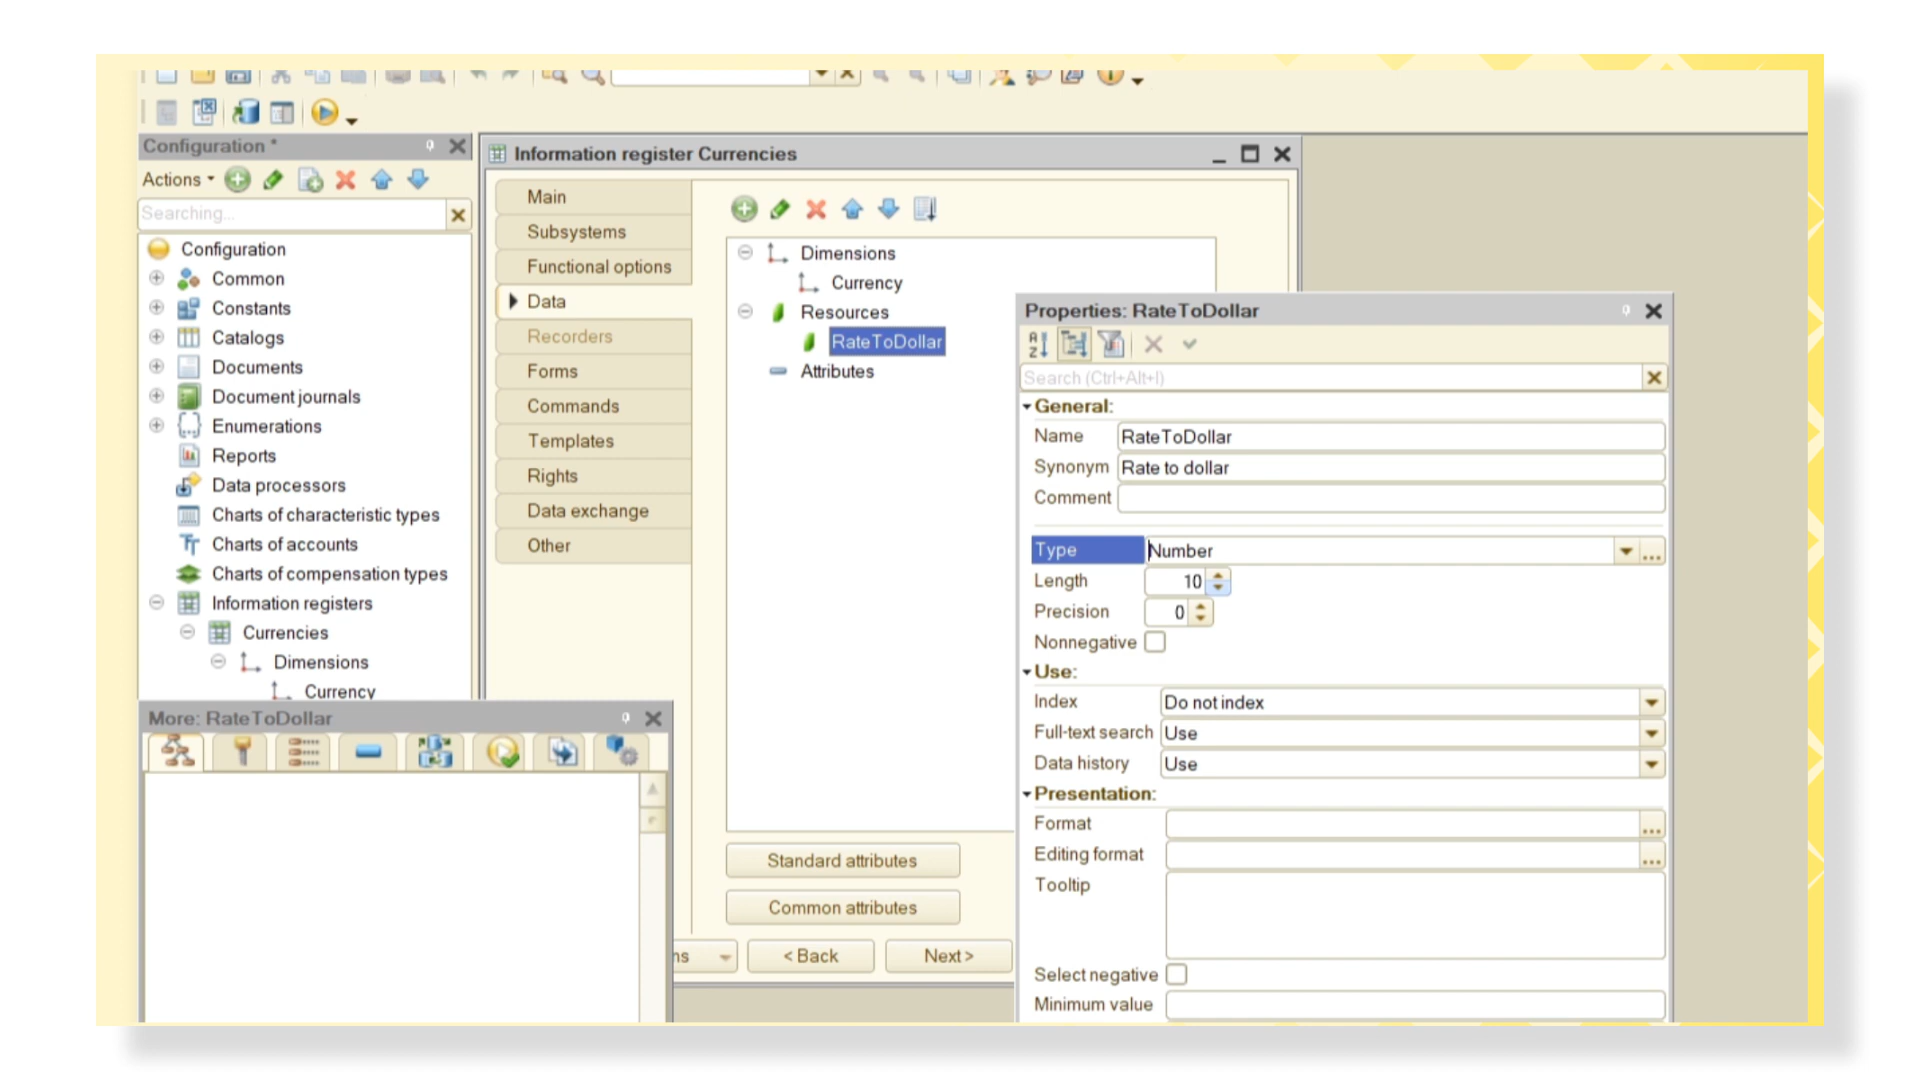 Configuration *
Actions
Searching...
Configuration
Common
Constants
Catalogs
Documents
Document journals
Enumerations
Reports
Data processors
Charts of characteristic types
Charts of accounts
Charts of compensation types
Information registers
Currencies
Dimensions
Currency
More: RateToDollar
Information register Currencies
Main
Subsystems
Functional options
Data
Recorders
Forms
Commands
Templates
Rights
Data exchange
Other
Dimensions
Currency
Resources
RateToDollar
Attributes
Standard attributes
Common attributes
ns
<Back
Next>
Properties: RateToDollar
Search (Ctrl+Alt+I)
General:
Name RateToDollar
Synonym Rate to dollar
Comment
Type Number
Length 10
Precision 0
Nonnegative
Use:
Index Do not index
Full-text search Use
Data history Use
Presentation:
Format
Editing format
Tooltip
Select negative
Minimum value